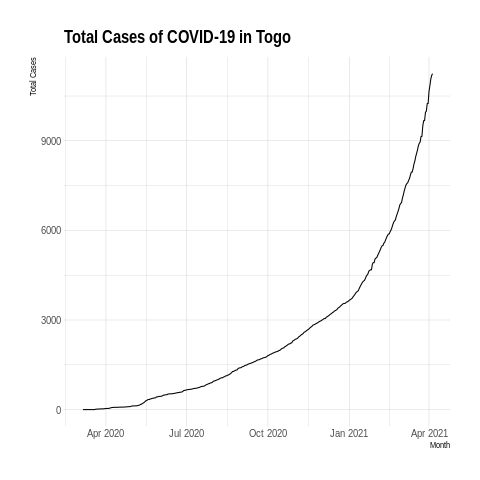 Total Cases of COVID-19 in Togo
Total Cases
9000
6000
3000
0
Apr 2020 Jul 2020 Oct 2020 Jan 2021 Apr 2021
Month